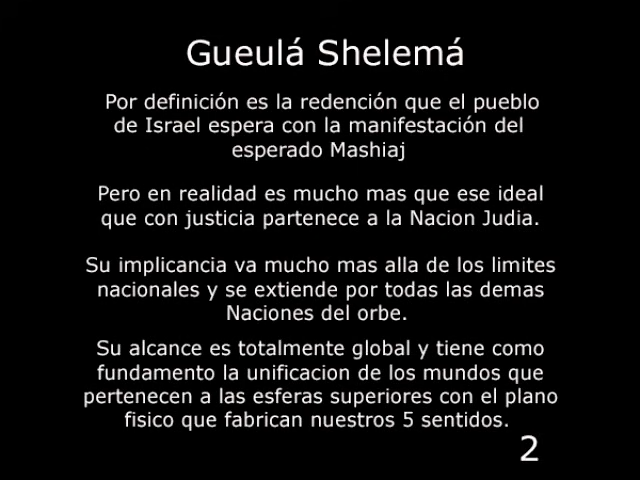 Gueulá Shelemá
Por definición es la redención que el pueblo
de Israel espera con la manifestación del
esperado Mashiaj
Pero en realidad es mucho mas que ese ideal
que con justicia partenece a la Nacion Judia.
Su implicancia va mucho mas alla de los limites
nacionales y se extiende por todas las demas
Naciones del orbe.
Su alcance es totalmente global y tiene como
fundamento la unificacion de los mundos que
pertenecen a las esferas superiores con el plano
fisico que fabrican nuestros 5 sentidos.
2